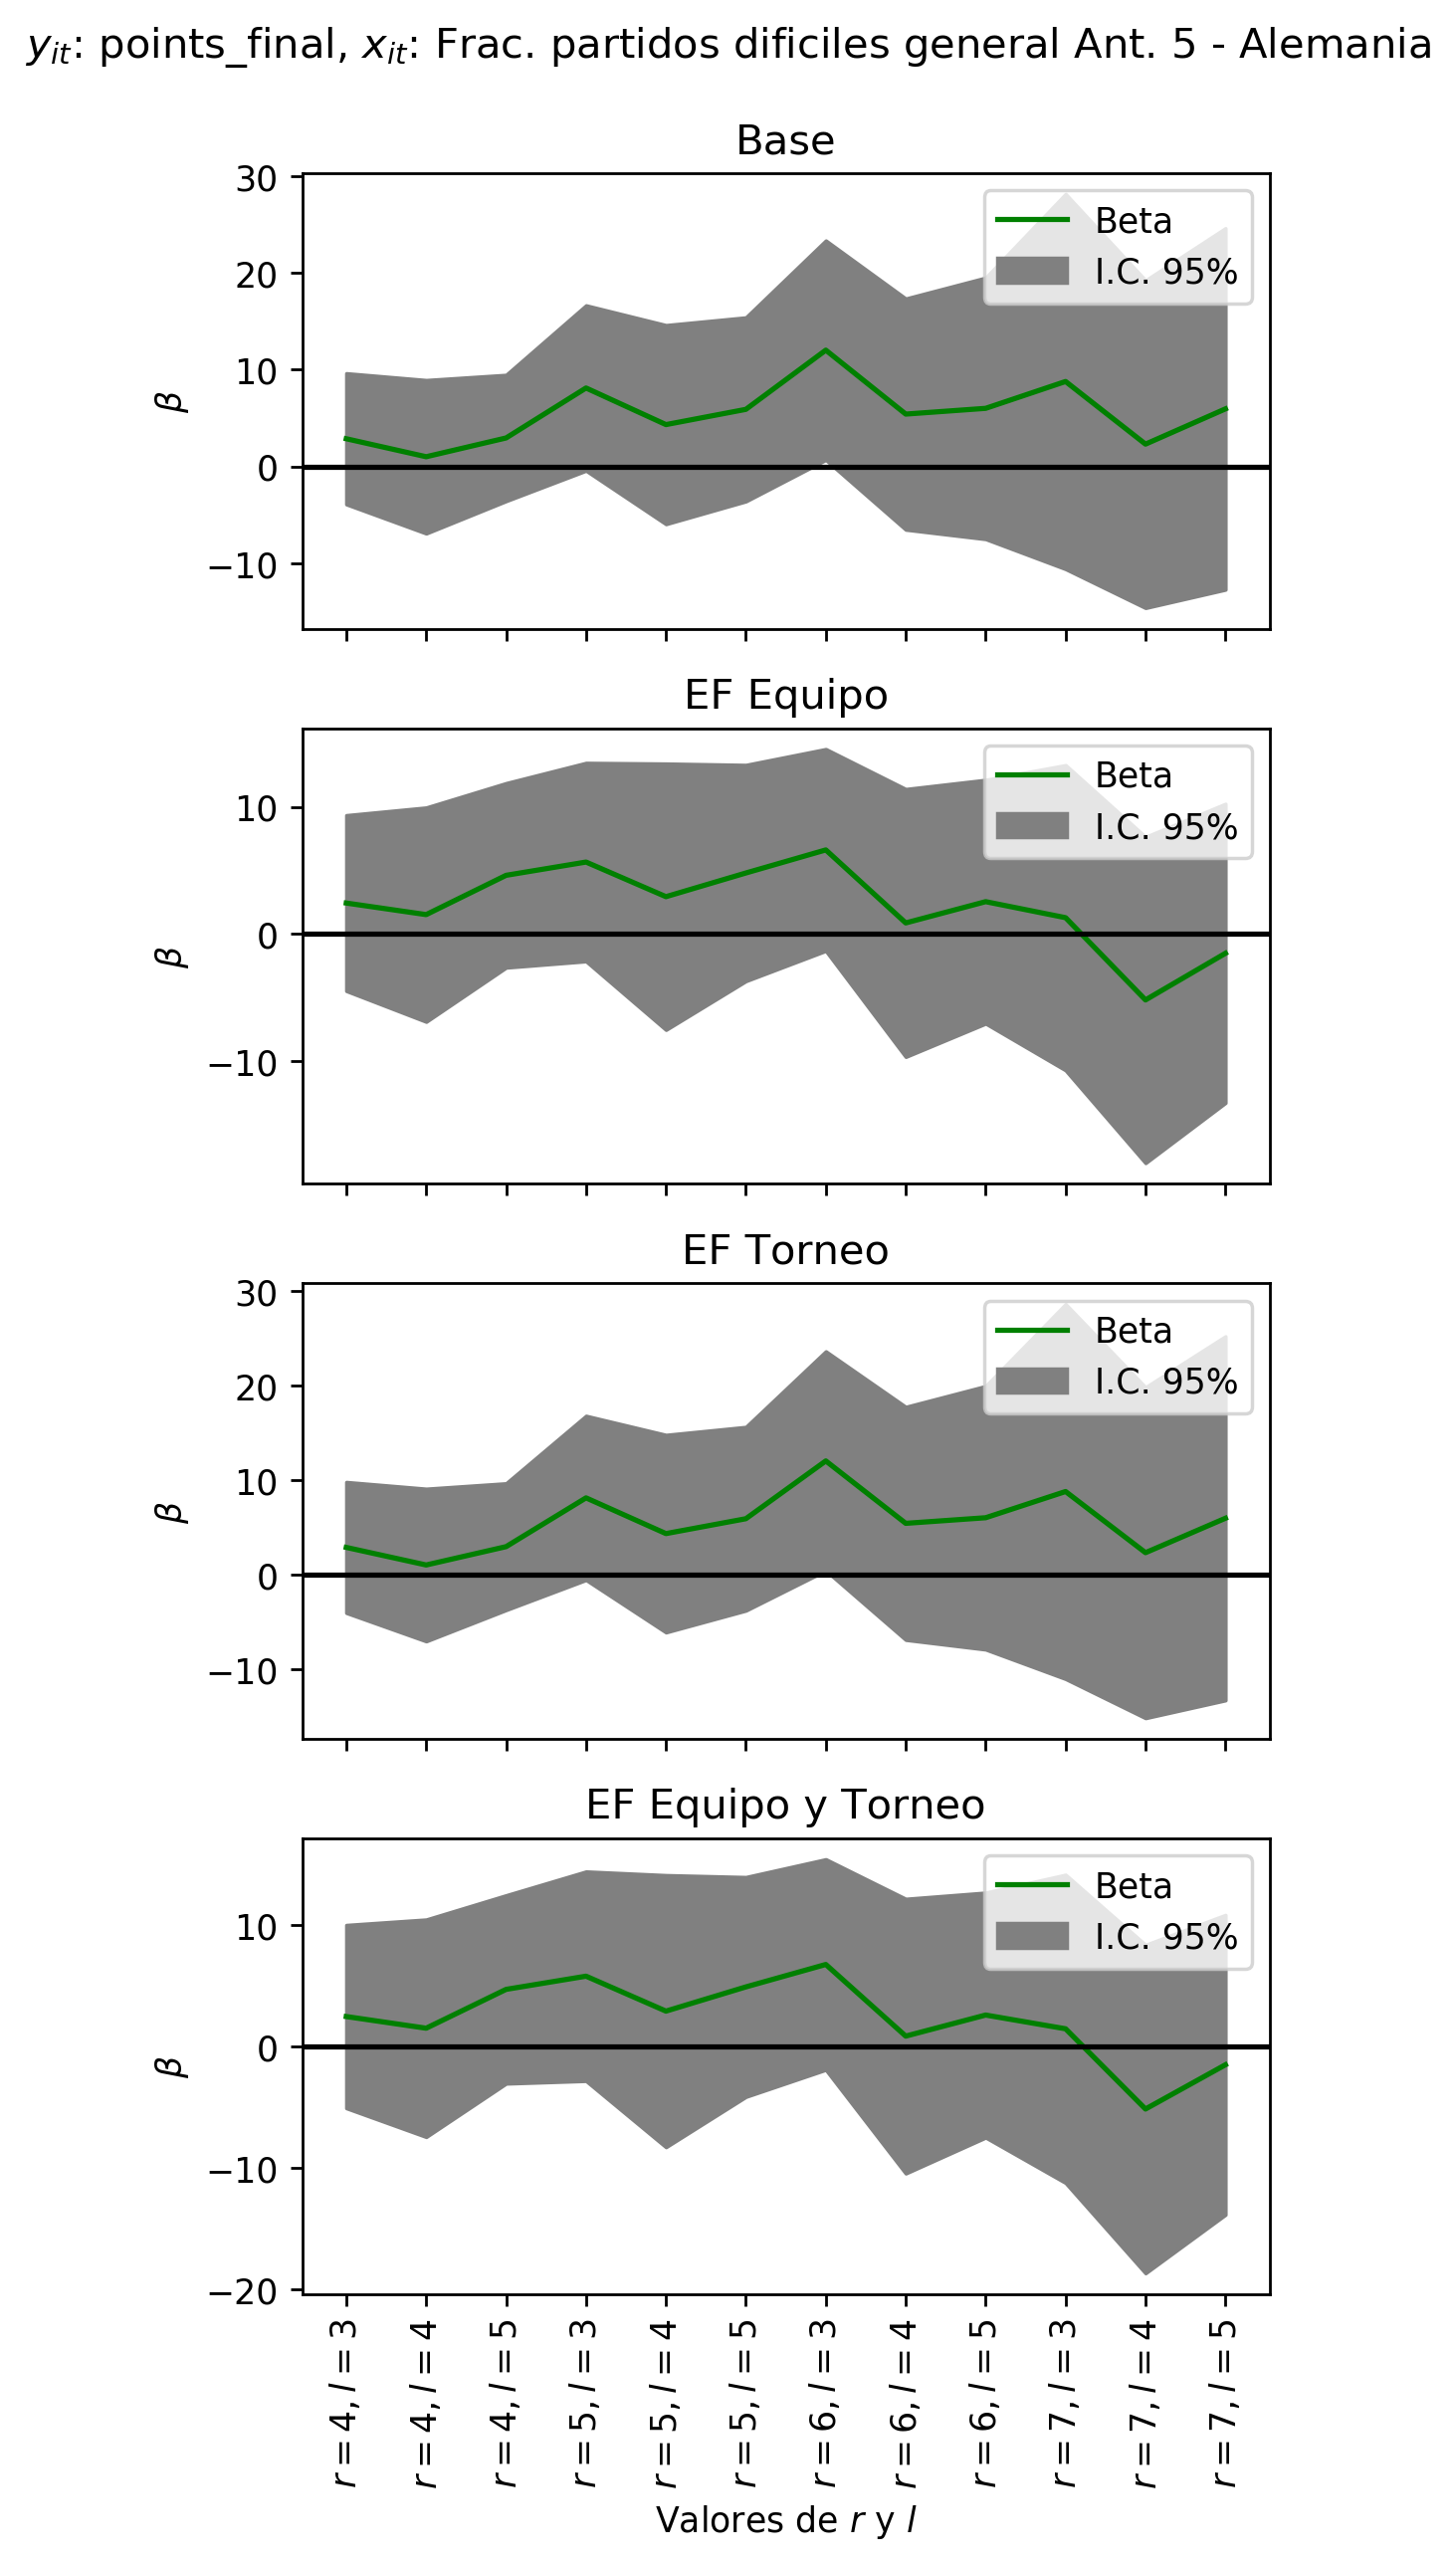 y_it: points_final, x_it: Frac. partidos dificiles general Ant. 5 - Alemania
Base
30
20
10
0
−10
β
Beta
I.C. 95%
EF Equipo
10
0
−10
β
Beta
I.C. 95%
EF Torneo
30
20
10
0
−10
β
Beta
I.C. 95%
EF Equipo y Torneo
10
0
−10
−20
β
Beta
I.C. 95%
r = 4, l = 3
r = 4, l = 4
r = 4, l = 5
r = 5, l = 3
r = 5, l = 4
r = 5, l = 5
r = 6, l = 3
r = 6, l = 4
r = 6, l = 5
r = 7, l = 3
r = 7, l = 4
r = 7, l = 5
Valores de r y l